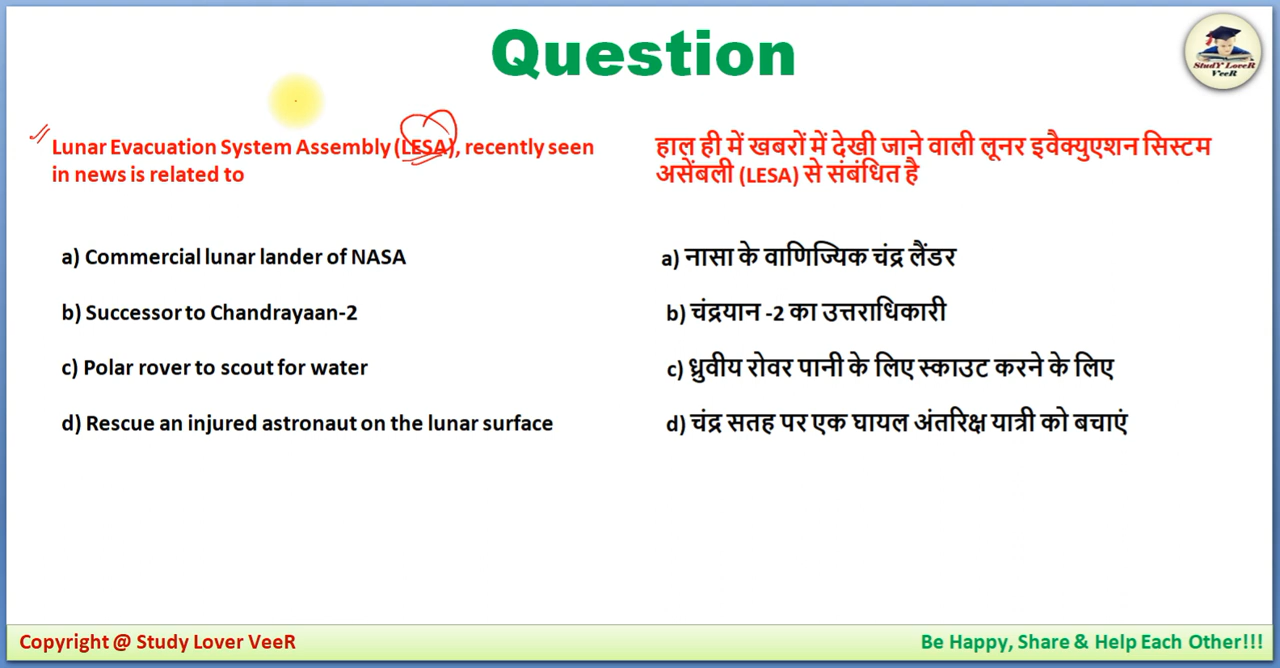 Question
StudY LoveR
VeeR
Lunar Evacuation System Assembly (LESA), recently seen
in news is related to
a) Commercial lunar lander of NASA
b) Successor to Chandrayaan-2
c) Polar rover to scout for water
d) Rescue an injured astronaut on the lunar surface
हाल ही में खबरों में देखी जाने वाली लूनर इवैक्युएशन सिस्टम
असेंबली (LESA) से संबंधित है
a) नासा के वाणिज्यिक चंद्र लैंडर
b) चंद्रयान -2 का उत्तराधिकारी
c) ध्रुवीय रोवर पानी के लिए स्काउट करने के लिए
d) चंद्र सतह पर एक घायल अंतरिक्ष यात्री को बचाएं
Copyright @ Study Lover VeeR
Be Happy, Share & Help Each Other!!!